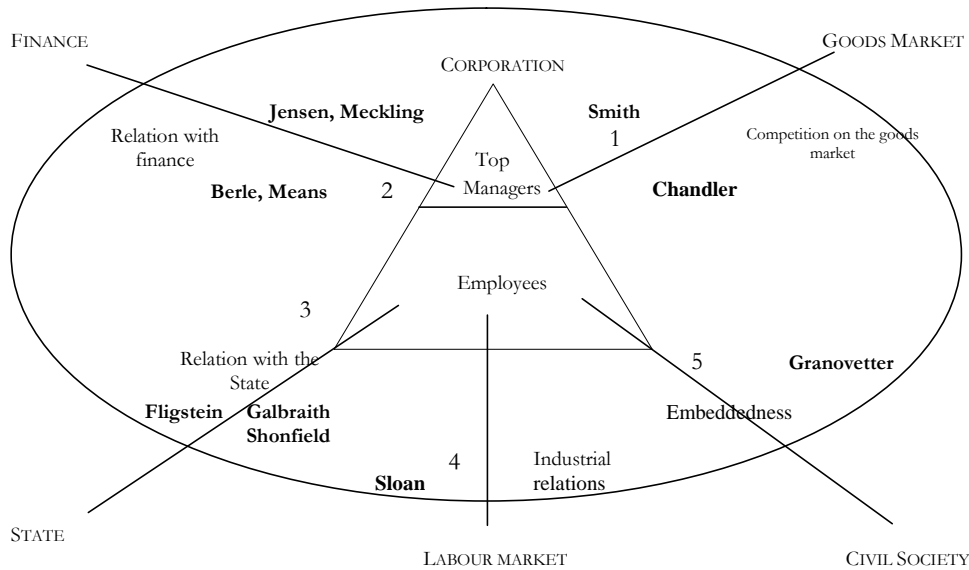 FINANCE
GOODS MARKET
CORPORATION
Jensen, Meckling
Smith
1
Relation with
finance
Competition on the goods
market
Top
Managers
Berle, Means
2
Chandler
Employees
3
Relation with the
State
5
Granovetter
Fligstein
Galbraith
Shonfield
Embeddedness
4
Industrial
relations
Sloan
STATE
LABOUR MARKET
CIVIL SOCIETY